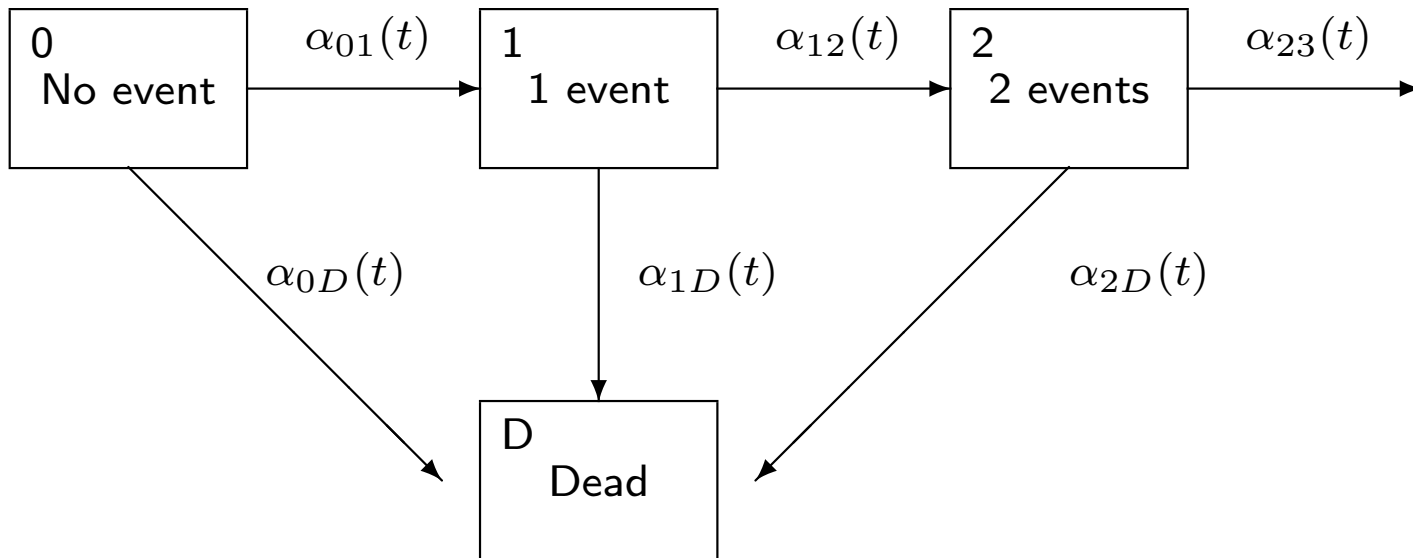 0
No event
α₀₁(t)
1
1 event
α₁₂(t)
2
2 events
α₂₃(t)
α₀D(t)
α₁D(t)
α₂D(t)
D
Dead